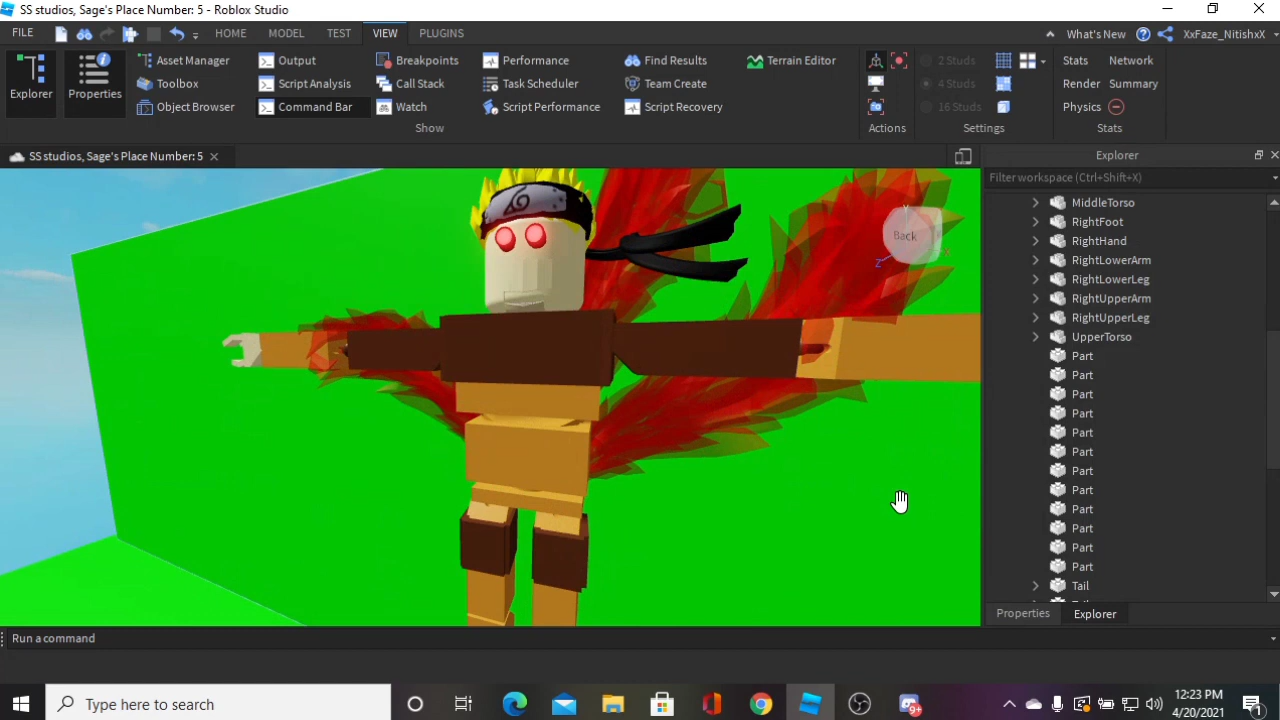 SS studios, Sage's Place Number: 5 - Roblox Studio
FILE HOME MODEL TEST VIEW PLUGINS What's New XxFaze_NitishxX
Explorer
Properties
Asset Manager
Toolbox
Object Browser
Output
Script Analysis
Command Bar
Breakpoints
Call Stack
Watch
Performance
Task Scheduler
Script Performance
Find Results
Team Create
Script Recovery
Terrain Editor
Show
Actions
2 Studs
4 Studs
16 Studs
Settings
Stats Network
Render Summary
Physics
Stats
SS studios, Sage's Place Number: 5
Explorer
Filter workspace (Ctrl+Shift+X)
MiddleTorso
RightFoot
RightHand
RightLowerArm
RightLowerLeg
RightUpperArm
RightUpperLeg
UpperTorso
Part
Part
Part
Part
Part
Part
Part
Part
Part
Part
Part
Part
Tail
Y
Back
Z X
Properties Explorer
Run a command
Type here to search
9+
12:23 PM
4/20/2021
1